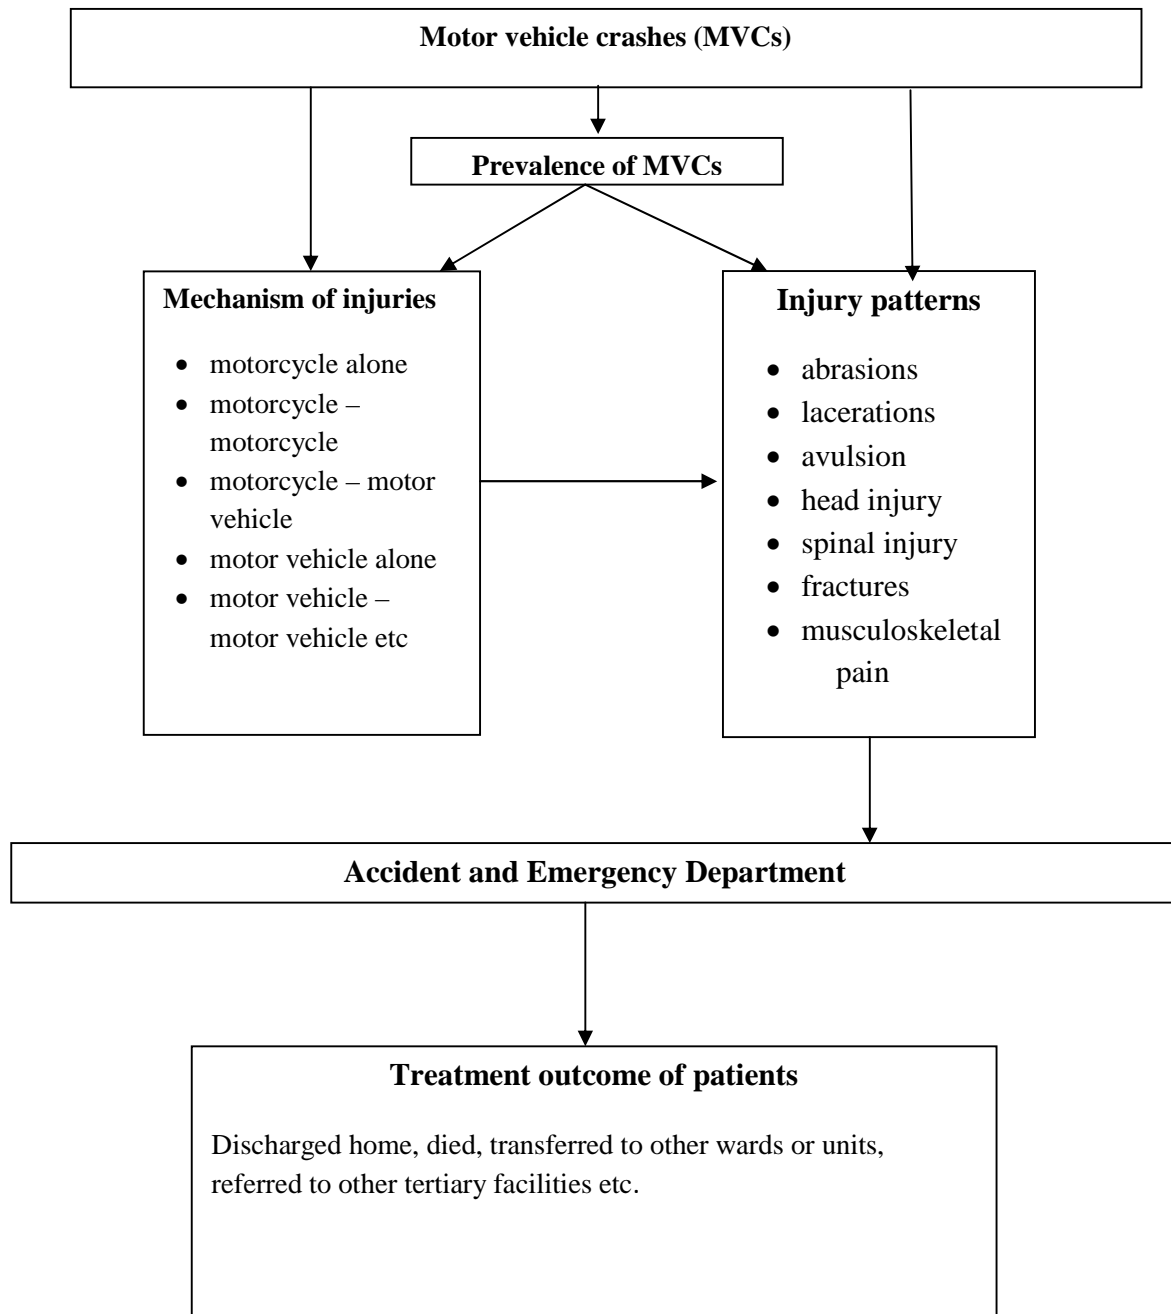 Motor vehicle crashes (MVCs)
Prevalence of MVCs
Mechanism of injuries
• motorcycle alone
• motorcycle –
motorcycle
• motorcycle – motor
vehicle
• motor vehicle alone
• motor vehicle –
motor vehicle etc
Injury patterns
• abrasions
• lacerations
• avulsion
• head injury
• spinal injury
• fractures
• musculoskeletal
pain
Accident and Emergency Department
Treatment outcome of patients
Discharged home, died, transferred to other wards or units,
referred to other tertiary facilities etc.